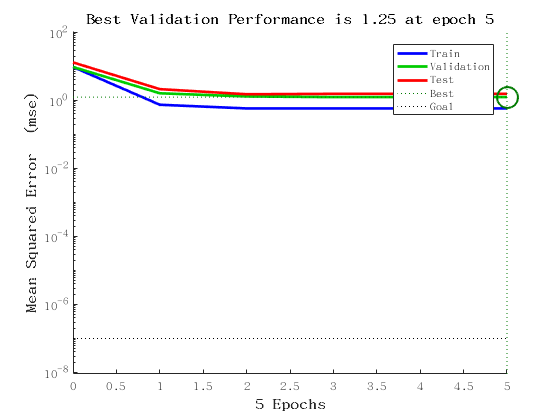 Best Validation Performance is 1.25 at epoch 5
Mean Squared Error (mse)
10^2
10^0
10^-2
10^-4
10^-6
10^-8
Train
Validation
Test
Best
Goal
0 0.5 1 1.5 2 2.5 3 3.5 4 4.5 5
5 Epochs